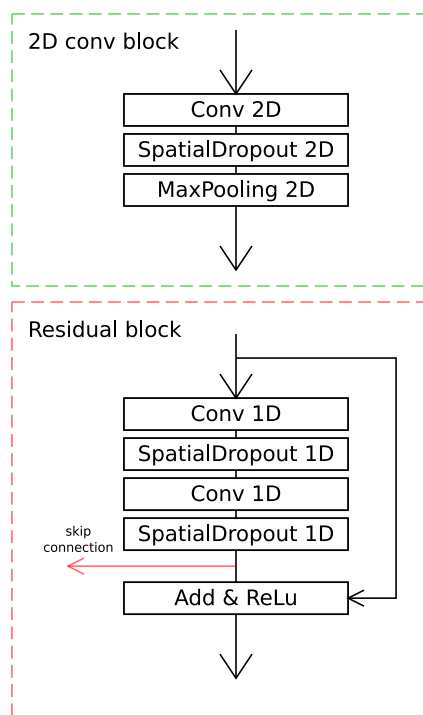 2D conv block
Conv 2D
SpatialDropout 2D
MaxPooling 2D
Residual block
Conv 1D
SpatialDropout 1D
Conv 1D
SpatialDropout 1D
skip
connection
Add & ReLu